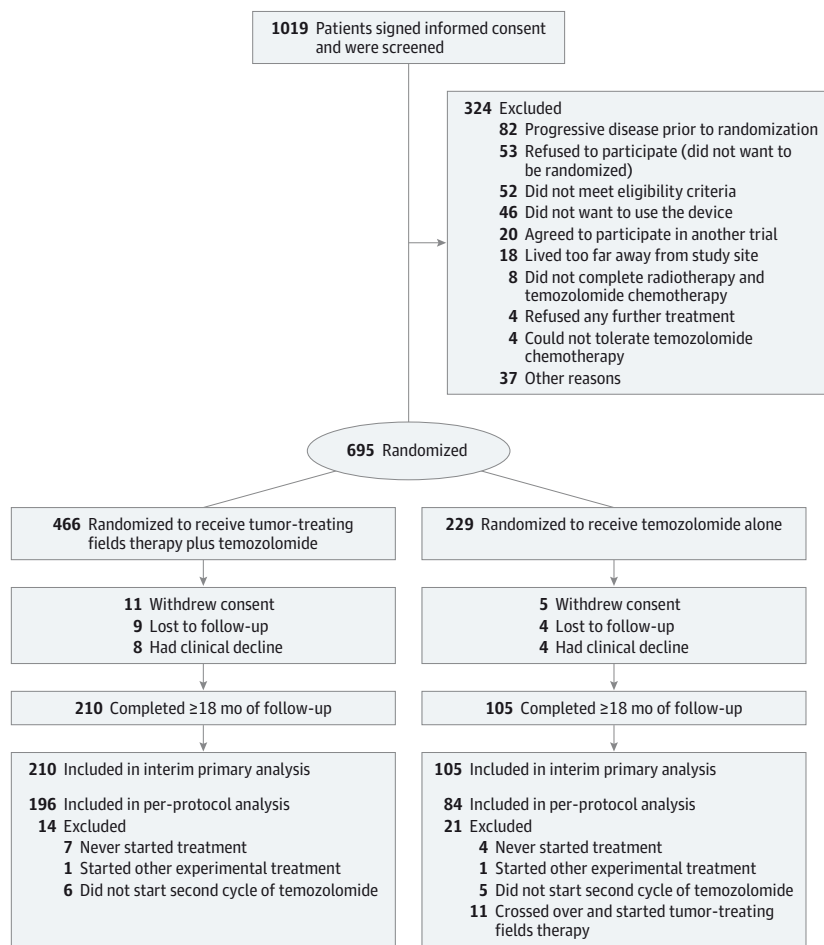 1019 Patients signed informed consent
and were screened
324 Excluded
82 Progressive disease prior to randomization
53 Refused to participate (did not want to
be randomized)
52 Did not meet eligibility criteria
46 Did not want to use the device
20 Agreed to participate in another trial
18 Lived too far away from study site
8 Did not complete radiotherapy and
temozolomide chemotherapy
4 Refused any further treatment
4 Could not tolerate temozolomide
chemotherapy
37 Other reasons
695 Randomized
466 Randomized to receive tumor-treating
fields therapy plus temozolomide
229 Randomized to receive temozolomide alone
11 Withdrew consent
9 Lost to follow-up
8 Had clinical decline
5 Withdrew consent
4 Lost to follow-up
4 Had clinical decline
210 Completed ≥18 mo of follow-up
105 Completed ≥18 mo of follow-up
210 Included in interim primary analysis
196 Included in per-protocol analysis
14 Excluded
7 Never started treatment
1 Started other experimental treatment
6 Did not start second cycle of temozolomide
105 Included in interim primary analysis
84 Included in per-protocol analysis
21 Excluded
4 Never started treatment
1 Started other experimental treatment
5 Did not start second cycle of temozolomide
11 Crossed over and started tumor-treating
fields therapy